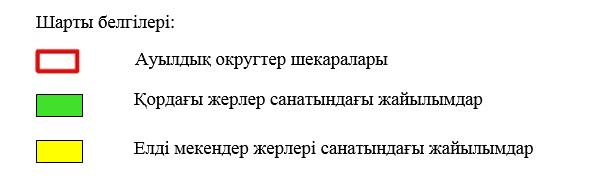 Шарты белгілері:
Ауылдық округтер шекаралары
Қордағы жерлер санатындағы жайылымдар
Елді мекендер жерлері санатындағы жайылымдар